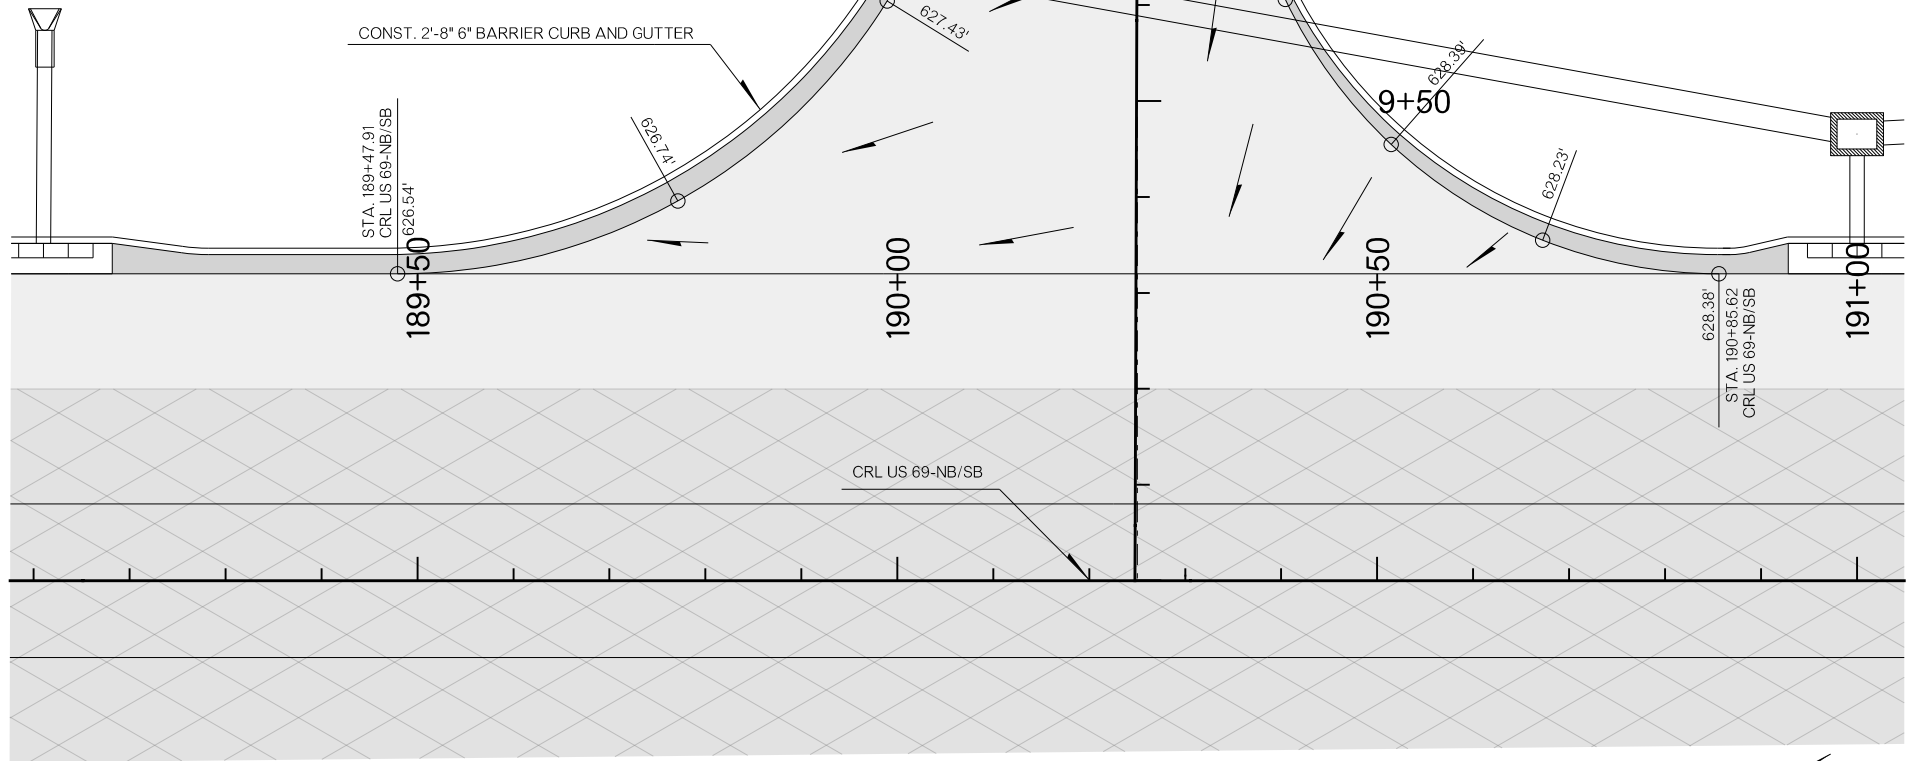 CONST. 2'-8" 6" BARRIER CURB AND GUTTER
627.43'
628.39'
9+50
626.74'
628.23'
STA. 189+47.91
CRL US 69-NB/SB
626.54'
189+50
190+00
190+50
191+00
628.38'
STA. 190+85.62
CRL US 69-NB/SB
CRL US 69-NB/SB